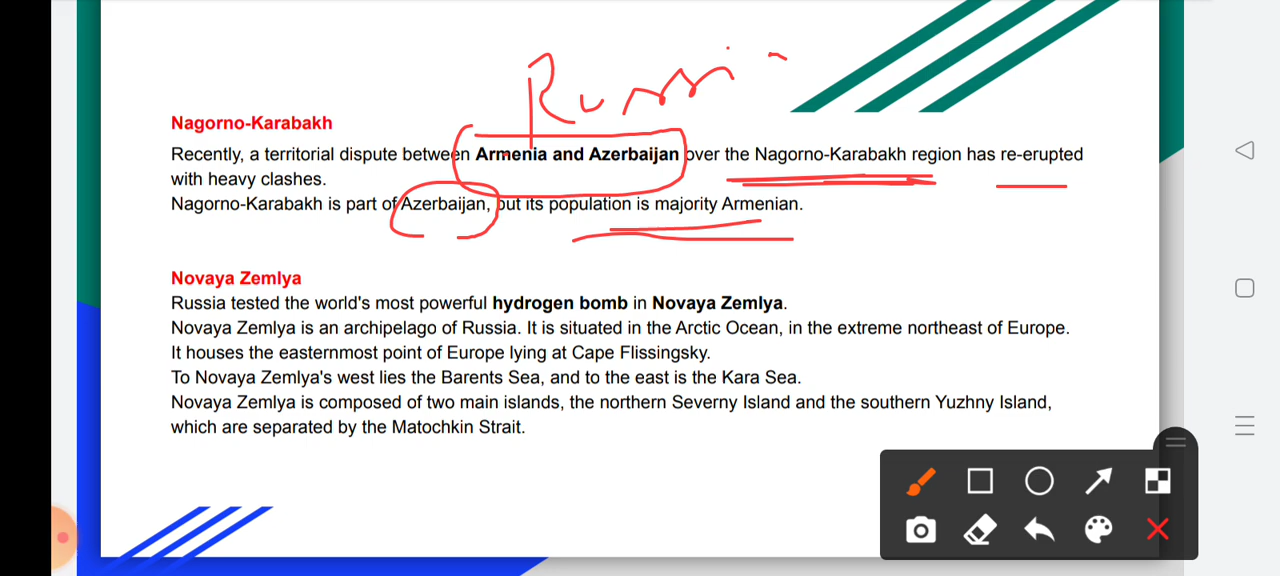 Russi
Nagorno-Karabakh
Recently, a territorial dispute between Armenia and Azerbaijan over the Nagorno-Karabakh region has re-erupted
with heavy clashes.
Nagorno-Karabakh is part of Azerbaijan, but its population is majority Armenian.
Novaya Zemlya
Russia tested the world's most powerful hydrogen bomb in Novaya Zemlya.
Novaya Zemlya is an archipelago of Russia. It is situated in the Arctic Ocean, in the extreme northeast of Europe.
It houses the easternmost point of Europe lying at Cape Flissingsky.
To Novaya Zemlya's west lies the Barents Sea, and to the east is the Kara Sea.
Novaya Zemlya is composed of two main islands, the northern Severny Island and the southern Yuzhny Island,
which are separated by the Matochkin Strait.